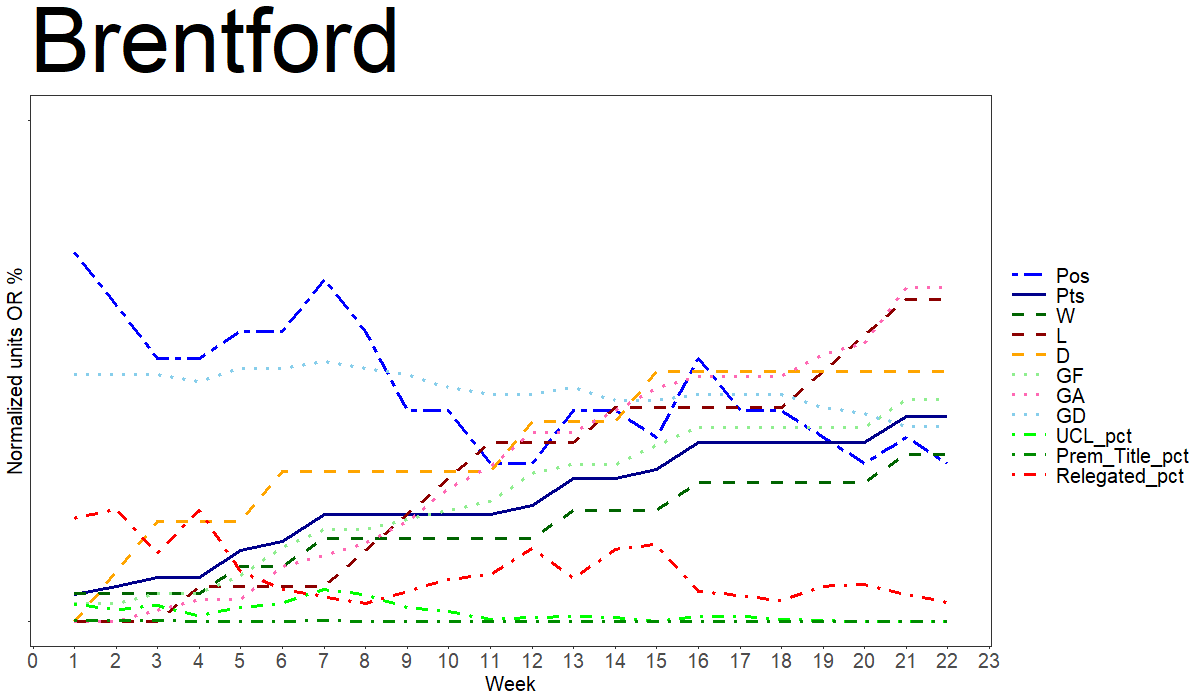 Brentford
Normalized units OR %
0 1 2 3 4 5 6 7 8 9 10 11 12 13 14 15 16 17 18 19 20 21 22 23
Week
Pos
Pts
W
L
D
GF
GA
GD
UCL_pct
Prem_Title_pct
Relegated_pct